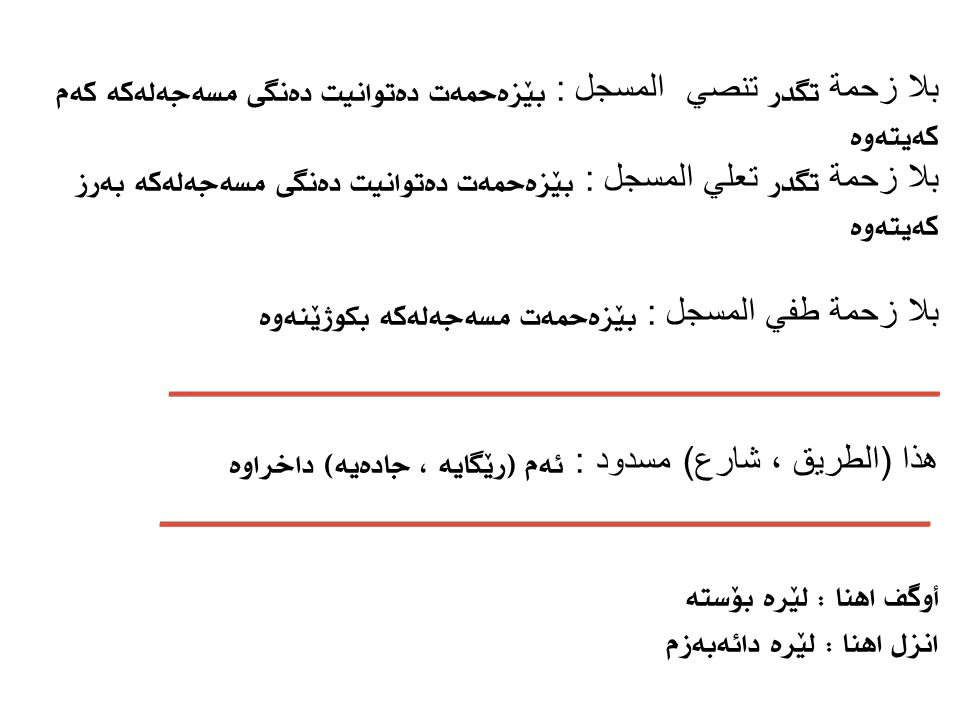 بلا زحمة تگدر تنصي المسجل : بێزەحمەت دەتوانیت دەنگی مسەجەلەکە کەم
کەیتەوە
بلا زحمة تگدر تعلي المسجل : بێزەحمەت دەتوانیت دەنگی مسەجەلەکە بەرز
کەیتەوە
بلا زحمة طفي المسجل : بێزەحمەت مسەجەلەکە بکوژێنەوە
هذا (الطريق ، شارع) مسدود : ئەم (رێگایە ، جادەیە) داخراوە
أوگف اهنا : لێرە بۆستە
انزل اهنا : لێرە دائەبەزم